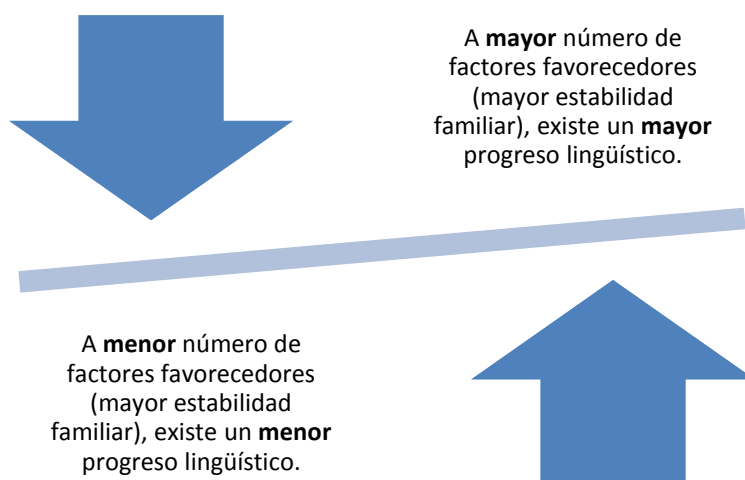 A mayor número de
factores favorecedores
(mayor estabilidad
familiar), existe un mayor
progreso lingüístico.
A menor número de
factores favorecedores
(mayor estabilidad
familiar), existe un menor
progreso lingüístico.